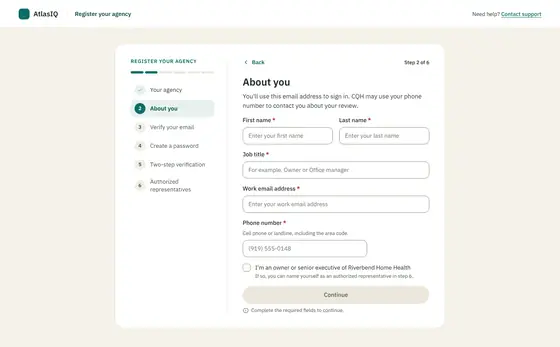 AtlasIQ
Register your agency
Need help? Contact support
REGISTER YOUR AGENCY
Your agency
2 About you
3 Verify your email
4 Create a password
5 Two-step verification
6 Authorized
representatives
Back
Step 2 of 6
About you
You'll use this email address to sign in. CQH may use your phone
number to contact you about your review.
First name *
Last name *
Enter your first name
Enter your last name
Job title *
For example, Owner or Office manager
Work email address *
Enter your work email address
Phone number *
Cell phone or landline, including the area code.
(919) 555-0148
I'm an owner or senior executive of Riverbend Home Health
If so, you can name yourself as an authorized representative in step 6.
Continue
Complete the required fields to continue.